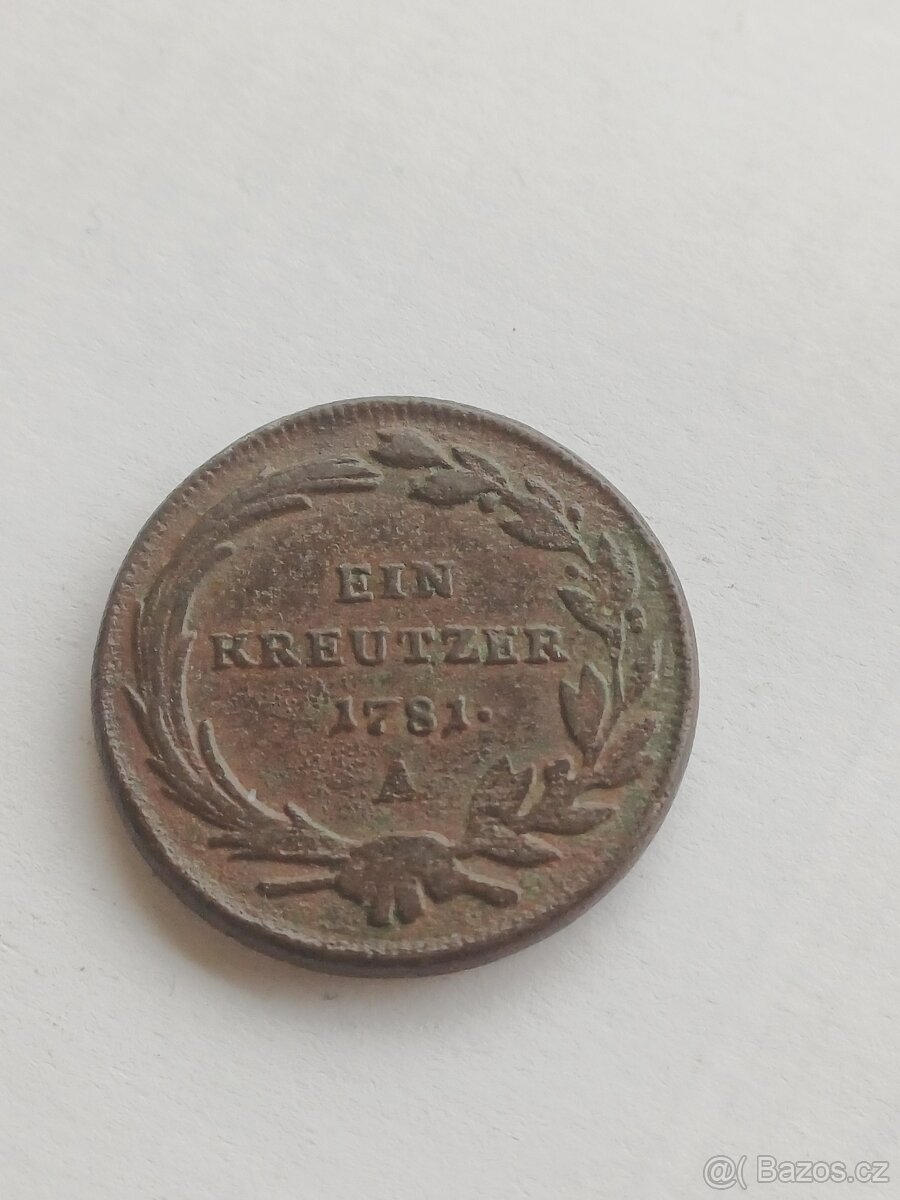 EIN
KREUTZER
1781.
A
@( Bazos.cz